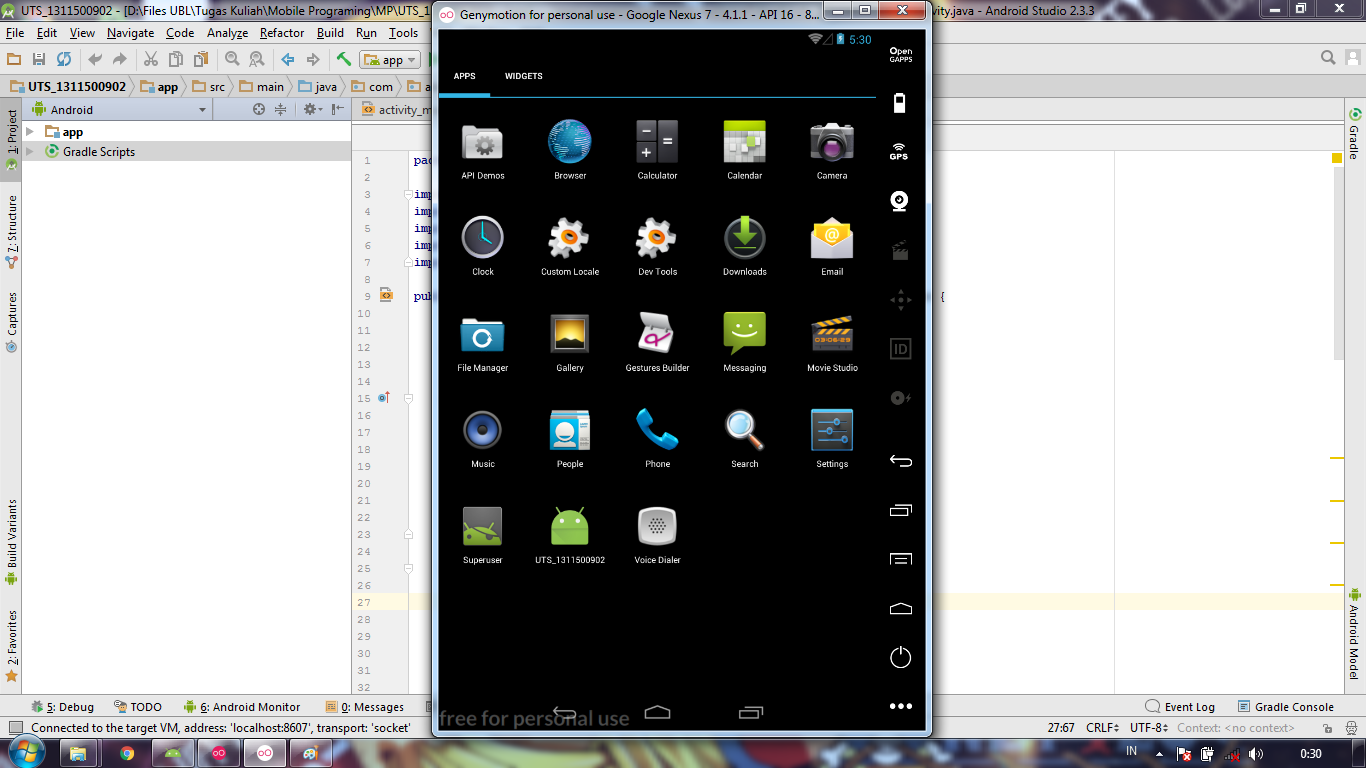 UTS_1311500902 - [D:\Files UBL\Tugas Kuliah\Mobile Programing\MP\UTS_1
Genymotion for personal use - Google Nexus 7 - 4.1.1 - API 16 - 8...
vity.java - Android Studio 2.3.3
File Edit View Navigate Code Analyze Refactor Build Run Tools
5:30
Open
GAPPS
app
APPS WIDGETS
UTS_1311500902 app src main java com
Android
activity_m
1: Project
app
Gradle Scripts
Gradle
GPS
API Demos Browser Calculator Calendar Camera
1 pac
2
3 imp
4 imp
5 imp
6 imp
7 imp
8
9 pub {
10
11
12
13
14
15
16
17
18
19
20
21
22
23
24
25
26
27
28
29
30
31
32
7: Structure
Captures
Clock Custom Locale Dev Tools Downloads Email
File Manager Gallery Gestures Builder Messaging Movie Studio
03:06:29
ID
Music People Phone Search Settings
Superuser UTS_1311500902 Voice Dialer
Build Variants
2: Favorites
Android Model
free for personal use
5: Debug TODO 6: Android Monitor 0: Messages Event Log Gradle Console
Connected to the target VM, address: 'localhost:8607', transport: 'socket' 27:67 CRLF UTF-8 Context: <no context>
IN 0:30